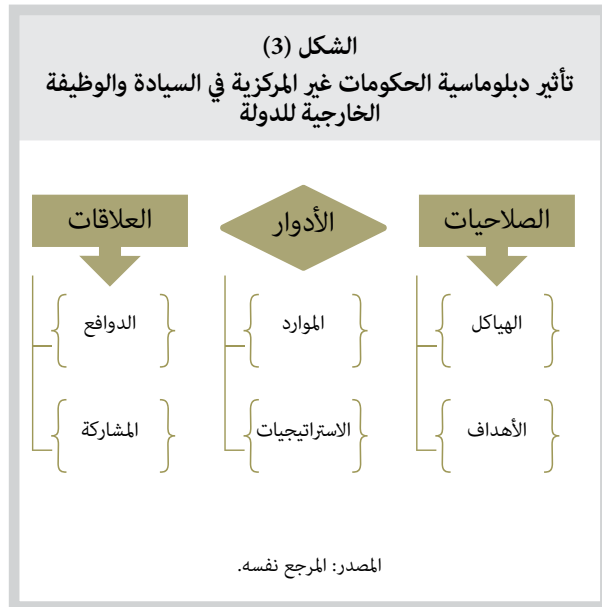 الشكل (3)
تأثير دبلوماسية الحكومات غير المركزية في السيادة والوظيفة
الخارجية للدولة
الصلاحيات
الأدوار
العلاقات
الهياكل
الموارد
الدوافع
الأهداف
الاستراتيجيات
المشاركة
المصدر: المرجع نفسه.